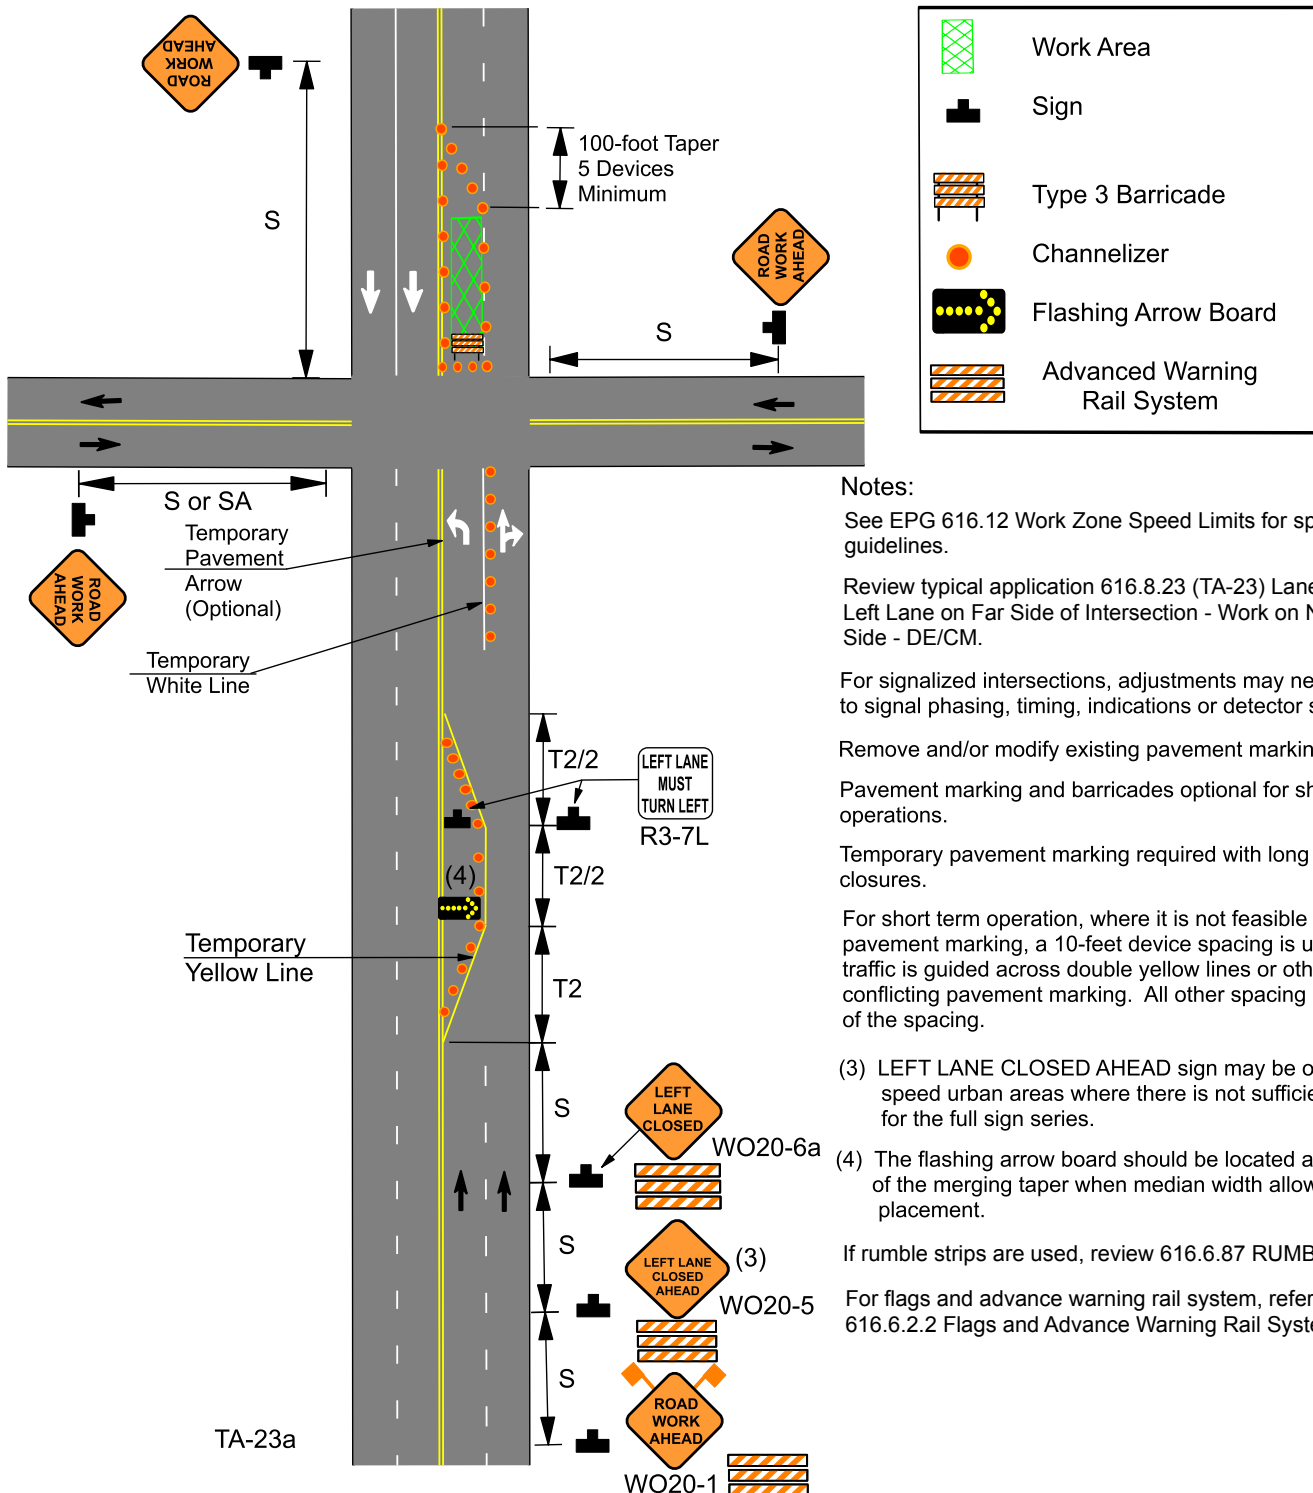 ROAD
WORK
AHEAD
S
100-foot Taper
5 Devices
Minimum
ROAD
WORK
AHEAD
S
S or SA
ROAD
WORK
AHEAD
Temporary
Pavement
Arrow
(Optional)
Temporary
White Line
T2/2
LEFT LANE
MUST
TURN LEFT
R3-7L
(4)
T2/2
Temporary
Yellow Line
T2
S
LEFT
LANE
CLOSED
WO20-6a
S
LEFT LANE
CLOSED
AHEAD
(3)
WO20-5
S
ROAD
WORK
AHEAD
WO20-1
TA-23a
Work Area
Sign
Type 3 Barricade
Channelizer
Flashing Arrow Board
Advanced Warning
Rail System
Notes:
See EPG 616.12 Work Zone Speed Limits for sp
guidelines.
Review typical application 616.8.23 (TA-23) Lane
Left Lane on Far Side of Intersection - Work on N
Side - DE/CM.
For signalized intersections, adjustments may ne
to signal phasing, timing, indications or detector s
Remove and/or modify existing pavement markin
Pavement marking and barricades optional for sh
operations.
Temporary pavement marking required with long
closures.
For short term operation, where it is not feasible
pavement marking, a 10-feet device spacing is u
traffic is guided across double yellow lines or oth
conflicting pavement marking. All other spacing
of the spacing.
(3) LEFT LANE CLOSED AHEAD sign may be o
speed urban areas where there is not sufficie
for the full sign series.
(4) The flashing arrow board should be located a
of the merging taper when median width allow
placement.
If rumble strips are used, review 616.6.87 RUMB
For flags and advance warning rail system, refer
616.6.2.2 Flags and Advance Warning Rail Syste